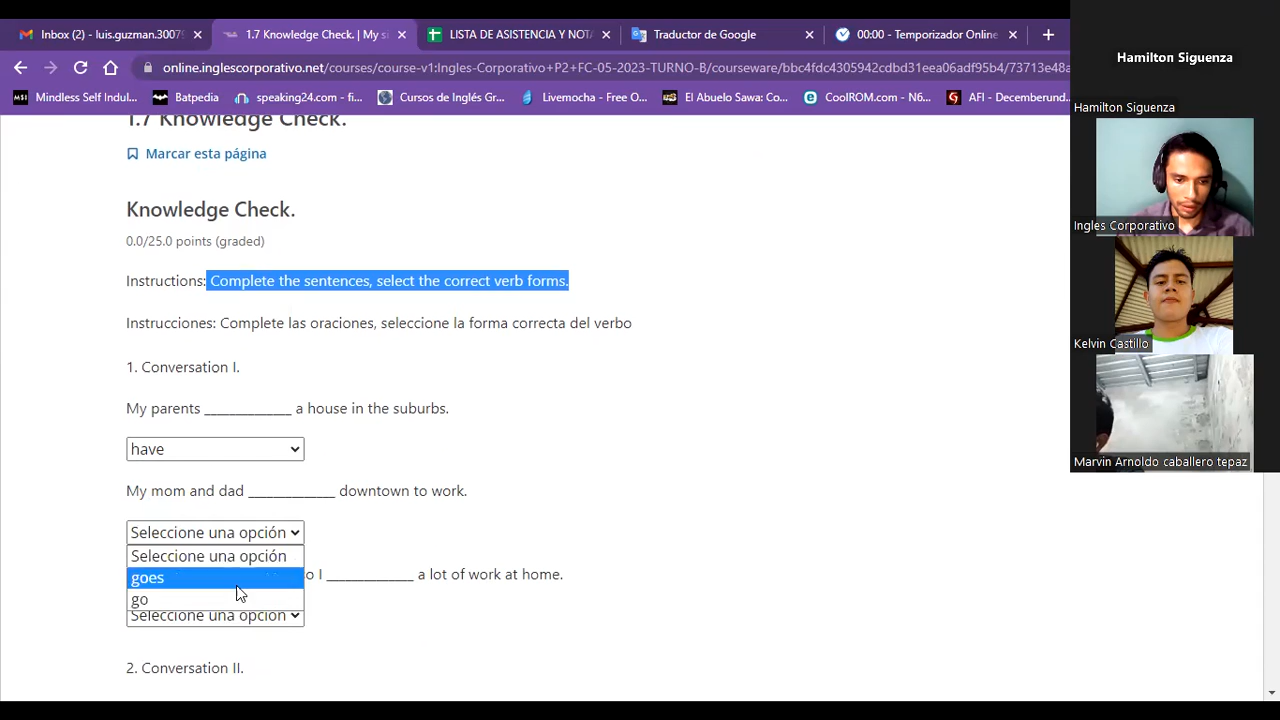 Inbox (2) - luis.guzman.3007
1.7 Knowledge Check. | My si
LISTA DE ASISTENCIA Y NOTA
Traductor de Google
00:00 - Temporizador Online
online.inglescorporativo.net/courses/course-v1:Ingles-Corporativo+P2+FC-05-2023-TURNO-B/courseware/bbc4fdc4305942cdbd31eea06adf95b4/73713e48a
Mindless Self Indul...
Batpedia
speaking24.com - fi...
Cursos de Inglés Gr...
Livemocha - Free O...
El Abuelo Sawa: Co...
CoolROM.com - N6...
AFI - Decemberund...
1.7 Knowledge Check.
Marcar esta página
Knowledge Check.
0.0/25.0 points (graded)
Instructions: Complete the sentences, select the correct verb forms.
Instrucciones: Complete las oraciones, seleccione la forma correcta del verbo
1. Conversation I.
My parents ______________ a house in the suburbs.
have
My mom and dad ______________ downtown to work.
Seleccione una opción
Seleccione una opción
goes
so I ______________ a lot of work at home.
go
Seleccione una opción
2. Conversation II.
Hamilton Siguenza
Hamilton Siguenza
Ingles Corporativo
Kelvin Castillo
Marvin Arnoldo caballero tepaz